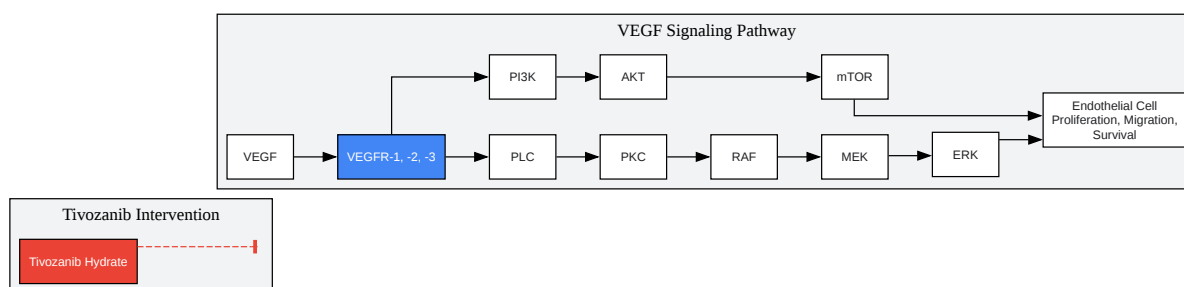 VEGF Signaling Pathway
PI3K
AKT
mTOR
Endothelial Cell
Proliferation, Migration,
Survival
VEGF
VEGFR-1, -2, -3
PLC
PKC
RAF
MEK
ERK
Tivozanib Intervention
Tivozanib Hydrate